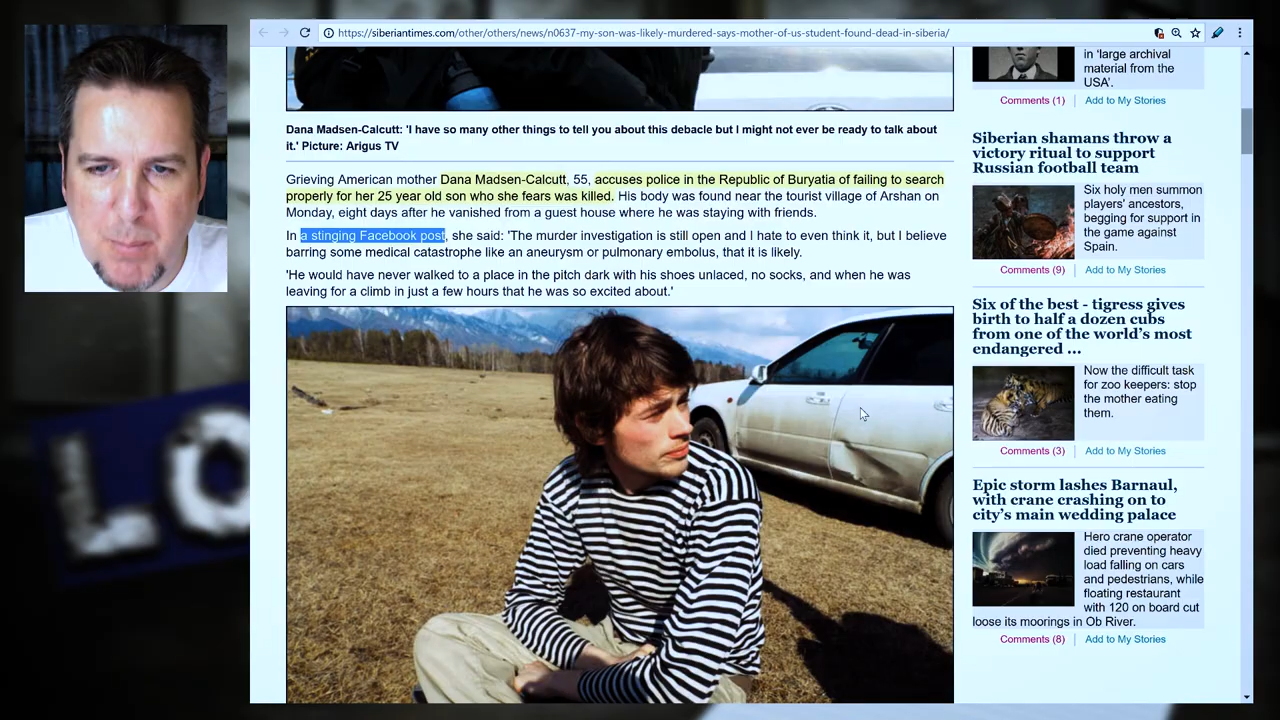 https://siberiantimes.com/other/others/news/n0637-my-son-was-likely-murdered-says-mother-of-us-student-found-dead-in-siberia/
Dana Madsen-Calcutt: 'I have so many other things to tell you about this debacle but I might not ever be ready to talk about
it.' Picture: Arigus TV
Grieving American mother Dana Madsen-Calcutt, 55, accuses police in the Republic of Buryatia of failing to search
properly for her 25 year old son who she fears was killed. His body was found near the tourist village of Arshan on
Monday, eight days after he vanished from a guest house where he was staying with friends.
In a stinging Facebook post, she said: 'The murder investigation is still open and I hate to even think it, but I believe
barring some medical catastrophe like an aneurysm or pulmonary embolus, that it is likely.
'He would have never walked to a place in the pitch dark with his shoes unlaced, no socks, and when he was
leaving for a climb in just a few hours that he was so excited about.'
in 'large archival
material from the
USA'.
Comments (1) | Add to My Stories
Siberian shamans throw a
victory ritual to support
Russian football team
Six holy men summon
players' ancestors,
begging for support in
the game against
Spain.
Comments (9) | Add to My Stories
Six of the best - tigress gives
birth to half a dozen cubs
from one of the world's most
endangered ...
Now the difficult task
for zoo keepers: stop
the mother eating
them.
Comments (3) | Add to My Stories
Epic storm lashes Barnaul,
with crane crashing on to
city's main wedding palace
Hero crane operator
died preventing heavy
load falling on cars
and pedestrians, while
floating restaurant
with 120 on board cut
loose its moorings in Ob River.
Comments (8) | Add to My Stories
LO